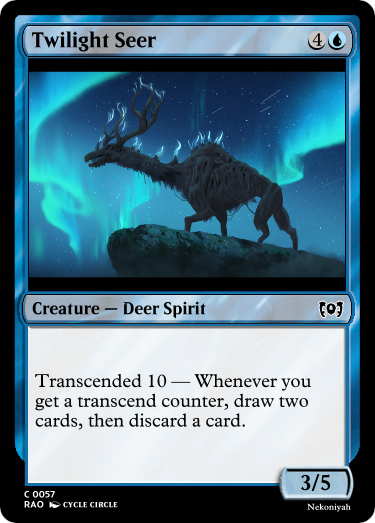 Twilight Seer 4
Creature — Deer Spirit
Transcended 10 — Whenever you
get a transcend counter, draw two
cards, then discard a card.
3/5
C 0057
RAO CYCLE CIRCLE
Nekoniyah